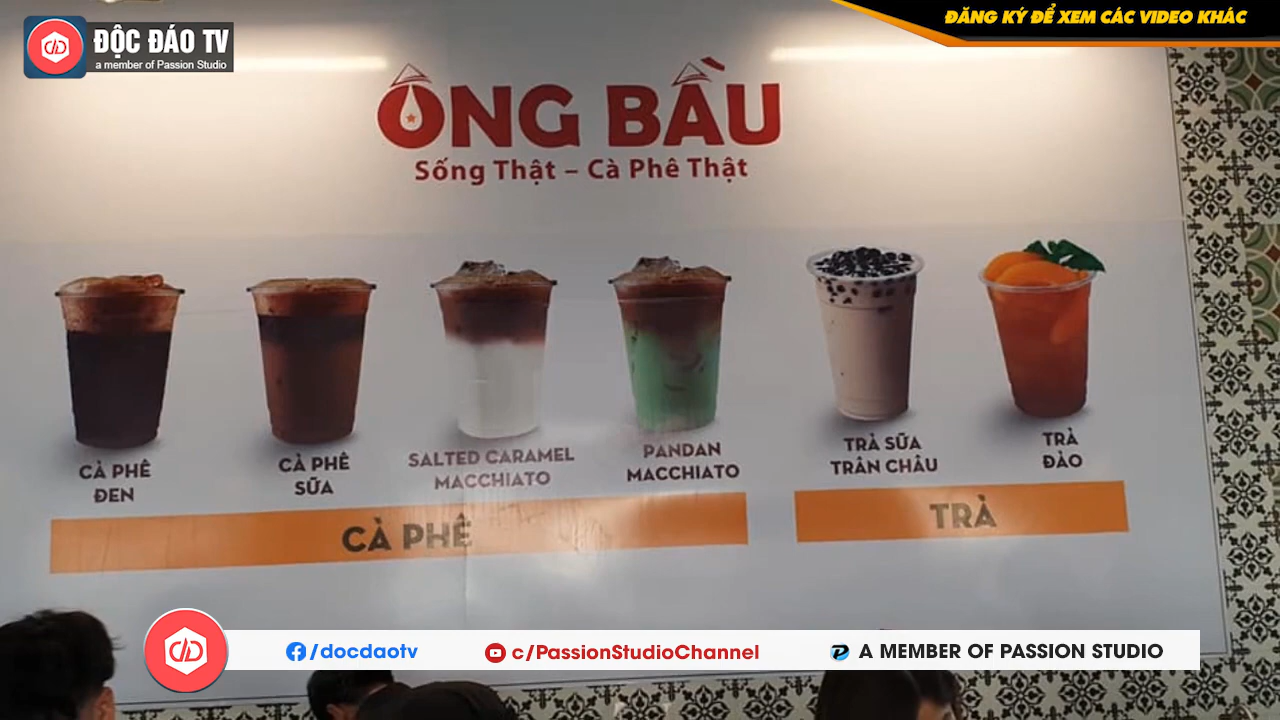 ĐỘC ĐÁO TV
a member of Passion Studio
ĐĂNG KÝ ĐỂ XEM CÁC VIDEO KHÁC
ÔNG BẦU
Sống Thật – Cà Phê Thật
CÀ PHÊ
ĐEN
CÀ PHÊ
SỮA
SALTED CARAMEL
MACCHIATO
PANDAN
MACCHIATO
TRÀ SỮA
TRÂN CHÂU
TRÀ
ĐÀO
CÀ PHÊ
TRÀ
/docdaotv
c/PassionStudioChannel
A MEMBER OF PASSION STUDIO